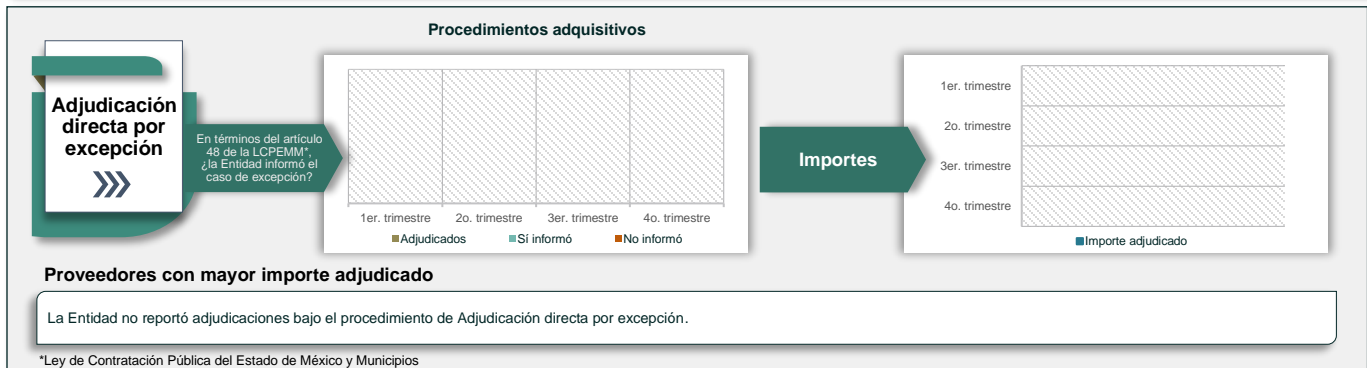 Procedimientos adquisitivos
Adjudicación
directa por
excepción
En términos del artículo
48 de la LCPEMM*,
¿la Entidad informó el
caso de excepción?
1er. trimestre 2o. trimestre 3er. trimestre 4o. trimestre
Adjudicados Sí informó No informó
Importes
1er. trimestre
2o. trimestre
3er. trimestre
4o. trimestre
Importe adjudicado
Proveedores con mayor importe adjudicado
La Entidad no reportó adjudicaciones bajo el procedimiento de Adjudicación directa por excepción.
*Ley de Contratación Pública del Estado de México y Municipios